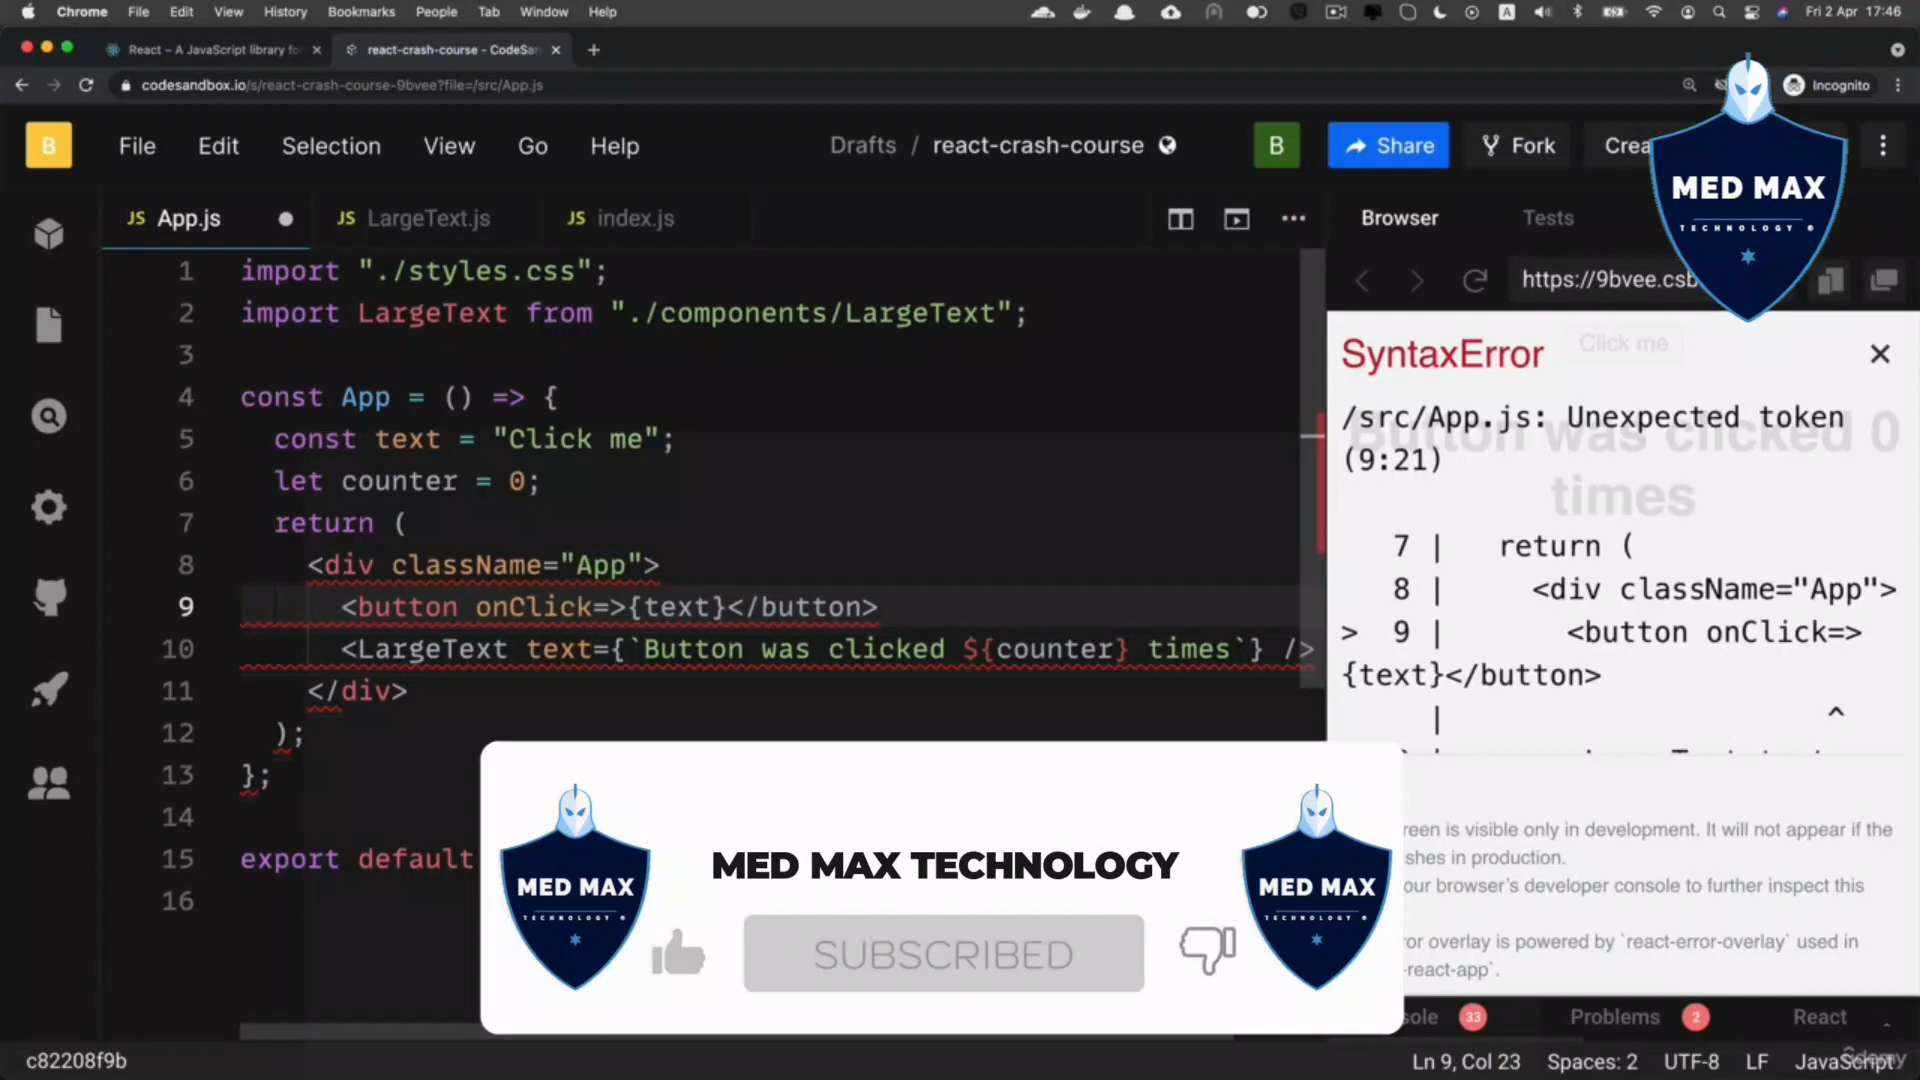 Chrome File Edit View History Bookmarks People Tab Window Help
A
Fri 2 Apr 17:46
React – A JavaScript library fo
react-crash-course - CodeSan
codesandbox.io/s/react-crash-course-9bvee?file=/src/App.js
Incognito
B
File Edit Selection View Go Help
Drafts / react-crash-course
B
Share
Fork
Crea
MED MAX
TECHNOLOGY
JS App.js
JS LargeText.js
JS index.js
Browser
Tests
https://9bvee.csb
1 import "./styles.css";
2 import LargeText from "./components/LargeText";
3
4 const App = () => {
5 const text = "Click me";
6 let counter = 0;
7 return (
8 <div className="App">
9 <button onClick=>{text}</button>
10 <LargeText text={`Button was clicked ${counter} times`} />
11 </div>
12 );
13 };
14
15 export default
16
Click me
SyntaxError
Button was clicked 0
times
/src/App.js: Unexpected token
(9:21)
7 | return (
8 | <div className="App">
> 9 | <button onClick=>
{text}</button>
| ^
reen is visible only in development. It will not appear if the
shes in production.
our browser's developer console to further inspect this
or overlay is powered by `react-error-overlay` used in
-react-app`.
MED MAX
TECHNOLOGY
MED MAX TECHNOLOGY
SUBSCRIBED
MED MAX
TECHNOLOGY
sole 33
Problems 2
React
c82208f9b
Ln 9, Col 23 Spaces: 2 UTF-8 LF JavaScript
Udemy